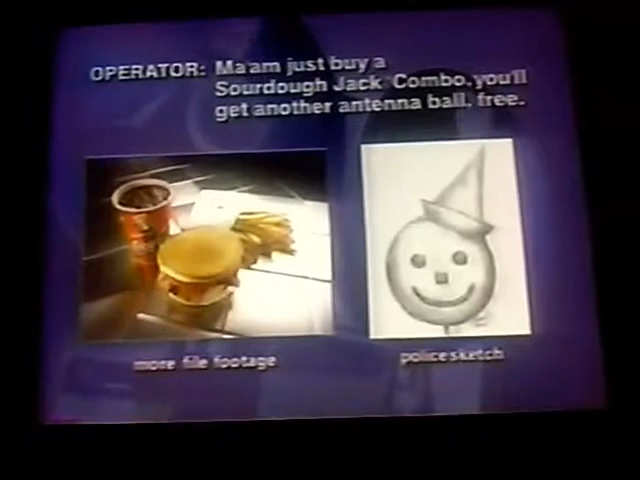 OPERATOR: Ma'am just buy a
Sourdough Jack Combo, you'll
get another antenna ball, free.
more file footage
police sketch